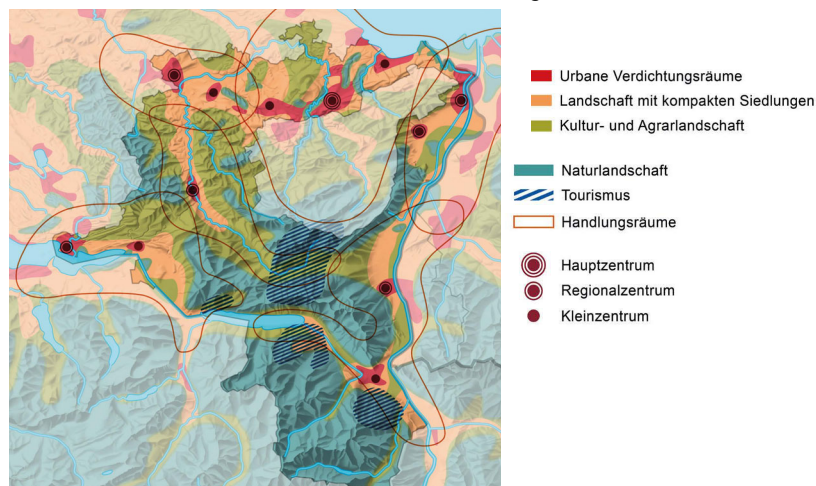 Urbane Verdichtungsräume
Landschaft mit kompakten Siedlungen
Kultur- und Agrarlandschaft
Naturlandschaft
Tourismus
Handlungsräume
Hauptzentrum
Regionalzentrum
Kleinzentrum